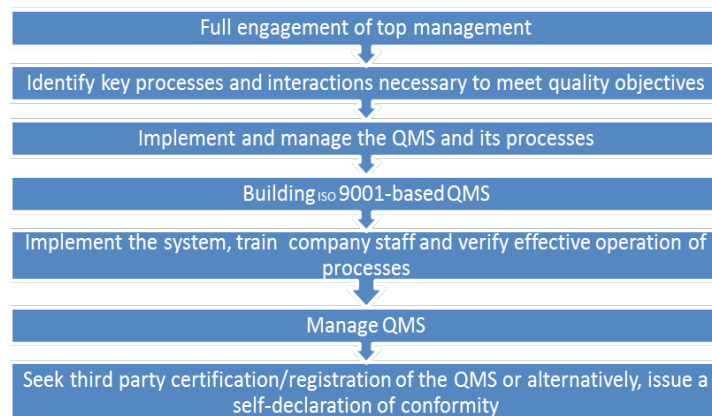 Full engagement of top management
Identify key processes and interactions necessary to meet quality objectives
Implement and manage the QMS and its processes
Building ISO 9001-based QMS
Implement the system, train company staff and verify effective operation of
processes
Manage QMS
Seek third party certification/registration of the QMS or alternatively, issue a
self-declaration of conformity